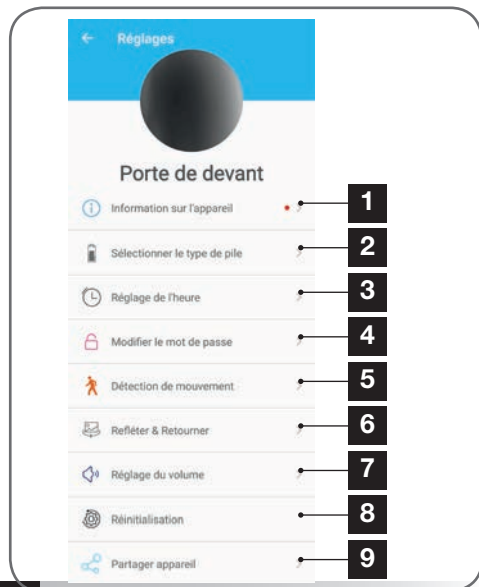 Réglages
Porte de devant
Information sur l'appareil 1
Sélectionner le type de pile 2
Réglage de l'heure 3
Modifier le mot de passe 4
Détection de mouvement 5
Refléter & Retourner 6
Réglage du volume 7
Réinitialisation 8
Partager appareil 9